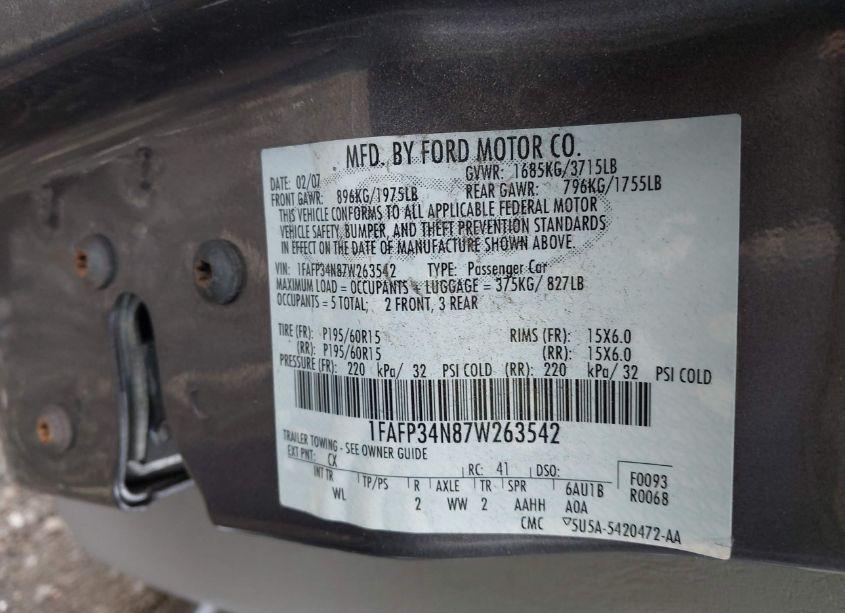 MFD. BY FORD MOTOR CO.
DATE: 02/07 GVWR: 1685KG/3715LB
FRONT GAWR: 896KG/1975LB REAR GAWR: 796KG/1755LB
THIS VEHICLE CONFORMS TO ALL APPLICABLE FEDERAL MOTOR
VEHICLE SAFETY, BUMPER, AND THEFT PREVENTION STANDARDS
IN EFFECT ON THE DATE OF MANUFACTURE SHOWN ABOVE.
VIN: 1FAFP34N87W263542 TYPE: Passenger Car
MAXIMUM LOAD = OCCUPANTS + LUGGAGE = 375KG/ 827LB
OCCUPANTS = 5 TOTAL; 2 FRONT, 3 REAR
TIRE (FR): P195/60R15 RIMS (FR): 15X6.0
(RR): P195/60R15 (RR): 15X6.0
PRESSURE (FR): 220 kPa/ 32 PSI COLD (RR): 220 kPa/ 32 PSI COLD
1FAFP34N87W263542
TRAILER TOWING - SEE OWNER GUIDE
EXT PNT: CX RC: 41 DSO: F0093
INT TR TP/PS R AXLE TR SPR 6AU1B R0068
WL 2 WW 2 AAHH A0A
CMC 5U5A-5420472-AA